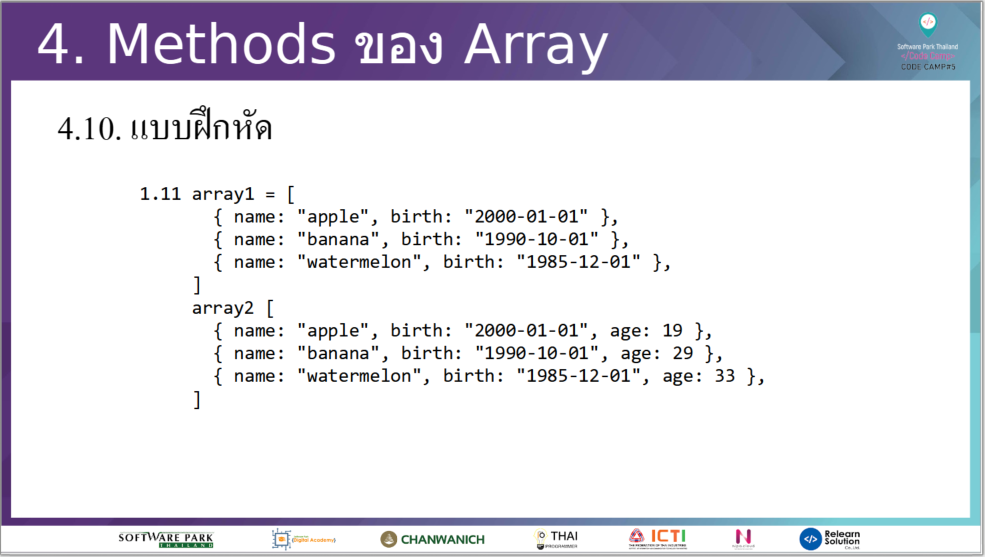 4. Methods ของ Array
Software Park Thailand
CODE CAMP#5
4.10. แบบฝึกหัด
1.11 array1 = [
{ name: "apple", birth: "2000-01-01" },
{ name: "banana", birth: "1990-10-01" },
{ name: "watermelon", birth: "1985-12-01" },
]
array2 [
{ name: "apple", birth: "2000-01-01", age: 19 },
{ name: "banana", birth: "1990-10-01", age: 29 },
{ name: "watermelon", birth: "1985-12-01", age: 33 },
]
SOFTWARE PARK
THAILAND
(Digital Academy)
CHANWANICH
THAI
PROGRAMMER
ICTI
N
</> Relearn
Solution
Co., Ltd